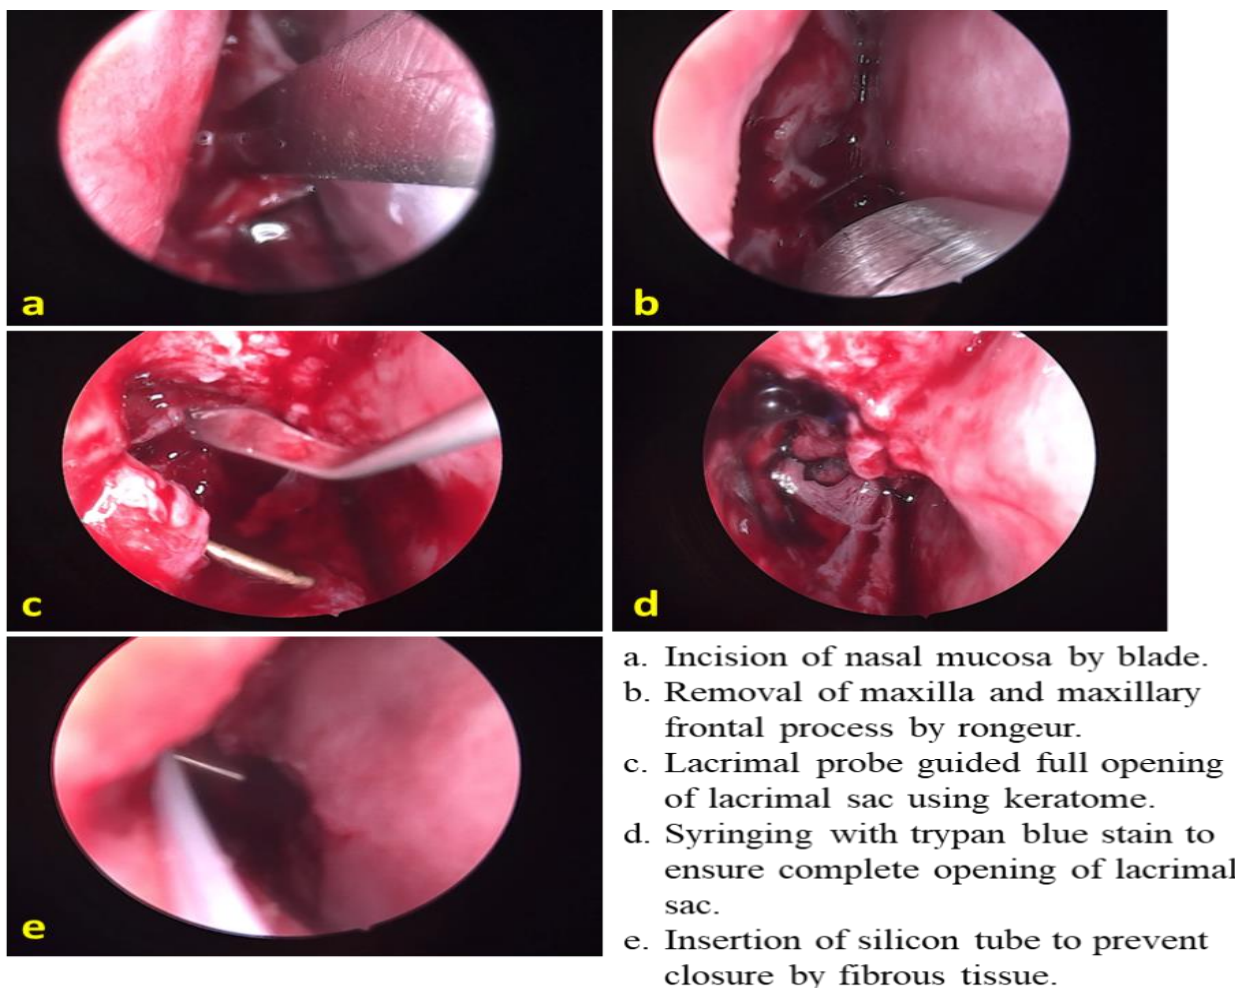 a
b
c
d
e
a. Incision of nasal mucosa by blade.
b. Removal of maxilla and maxillary
frontal process by rongeur.
c. Lacrimal probe guided full opening
of lacrimal sac using keratome.
d. Syringing with trypan blue stain to
ensure complete opening of lacrimal
sac.
e. Insertion of silicon tube to prevent
closure by fibrous tissue.